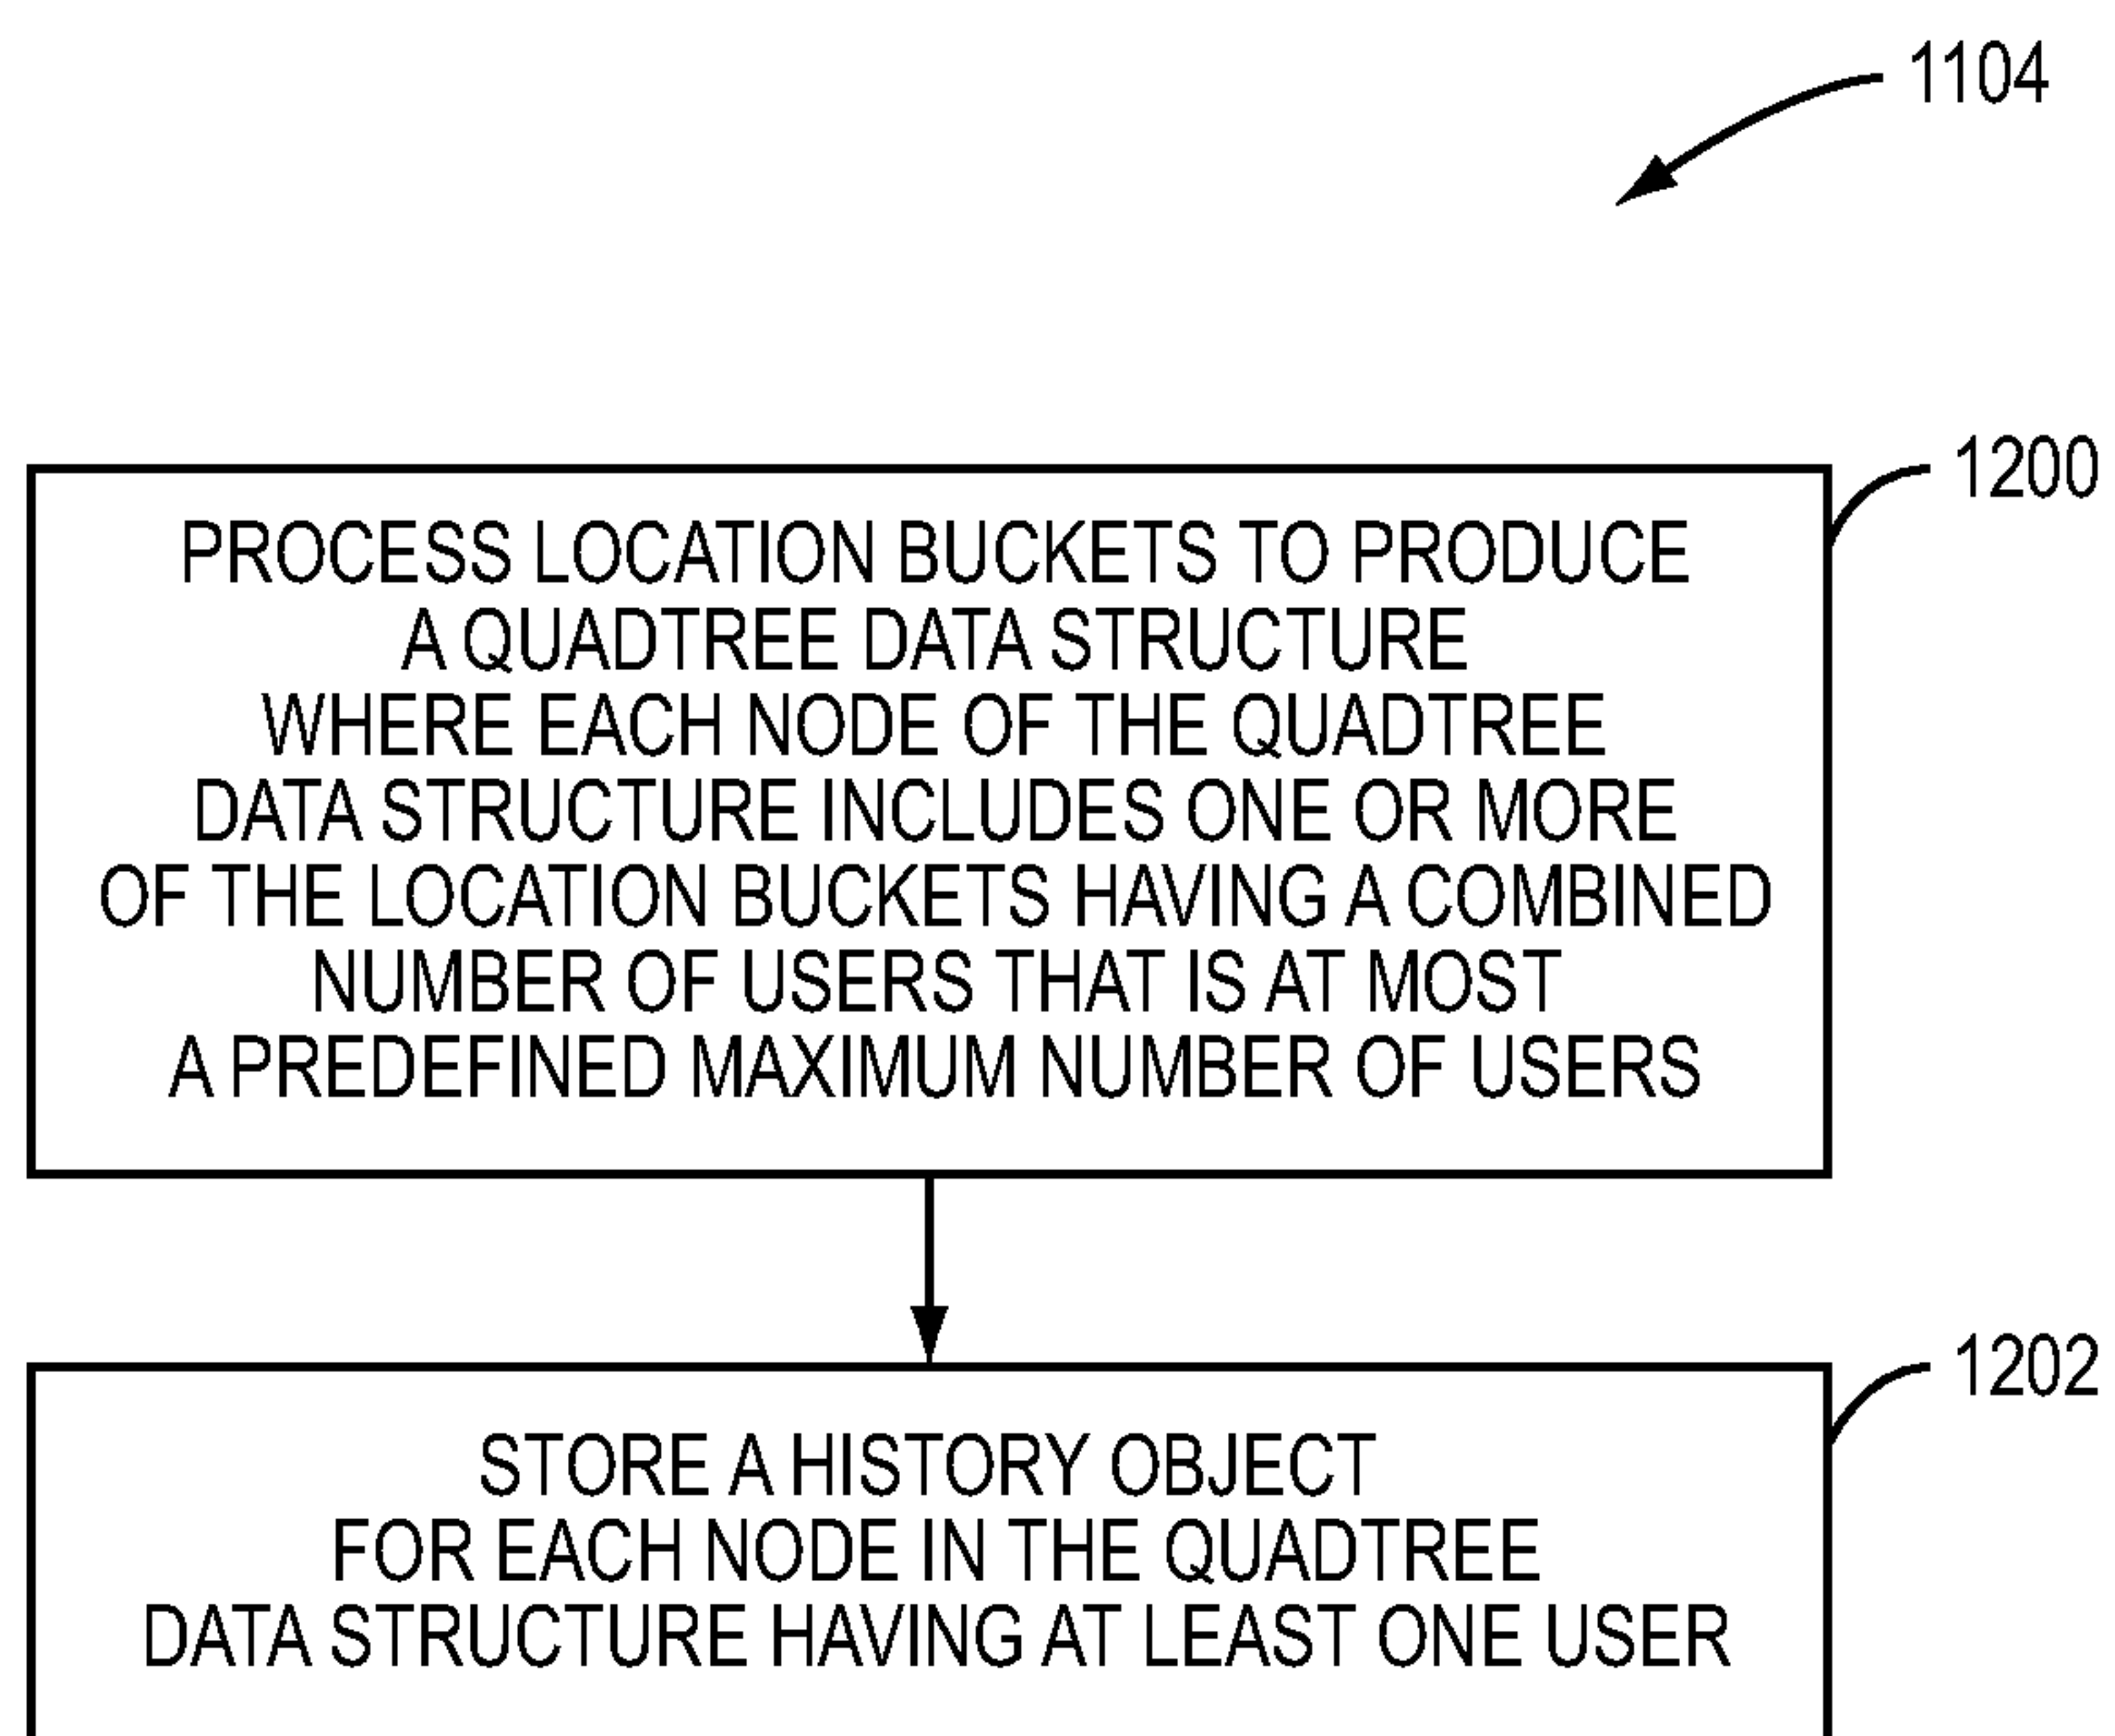 1104
1200
PROCESS LOCATION BUCKETS TO PRODUCE
A QUADTREE DATA STRUCTURE
WHERE EACH NODE OF THE QUADTREE
DATA STRUCTURE INCLUDES ONE OR MORE
OF THE LOCATION BUCKETS HAVING A COMBINED
NUMBER OF USERS THAT IS AT MOST
A PREDEFINED MAXIMUM NUMBER OF USERS
1202
STORE A HISTORY OBJECT
FOR EACH NODE IN THE QUADTREE
DATA STRUCTURE HAVING AT LEAST ONE USER